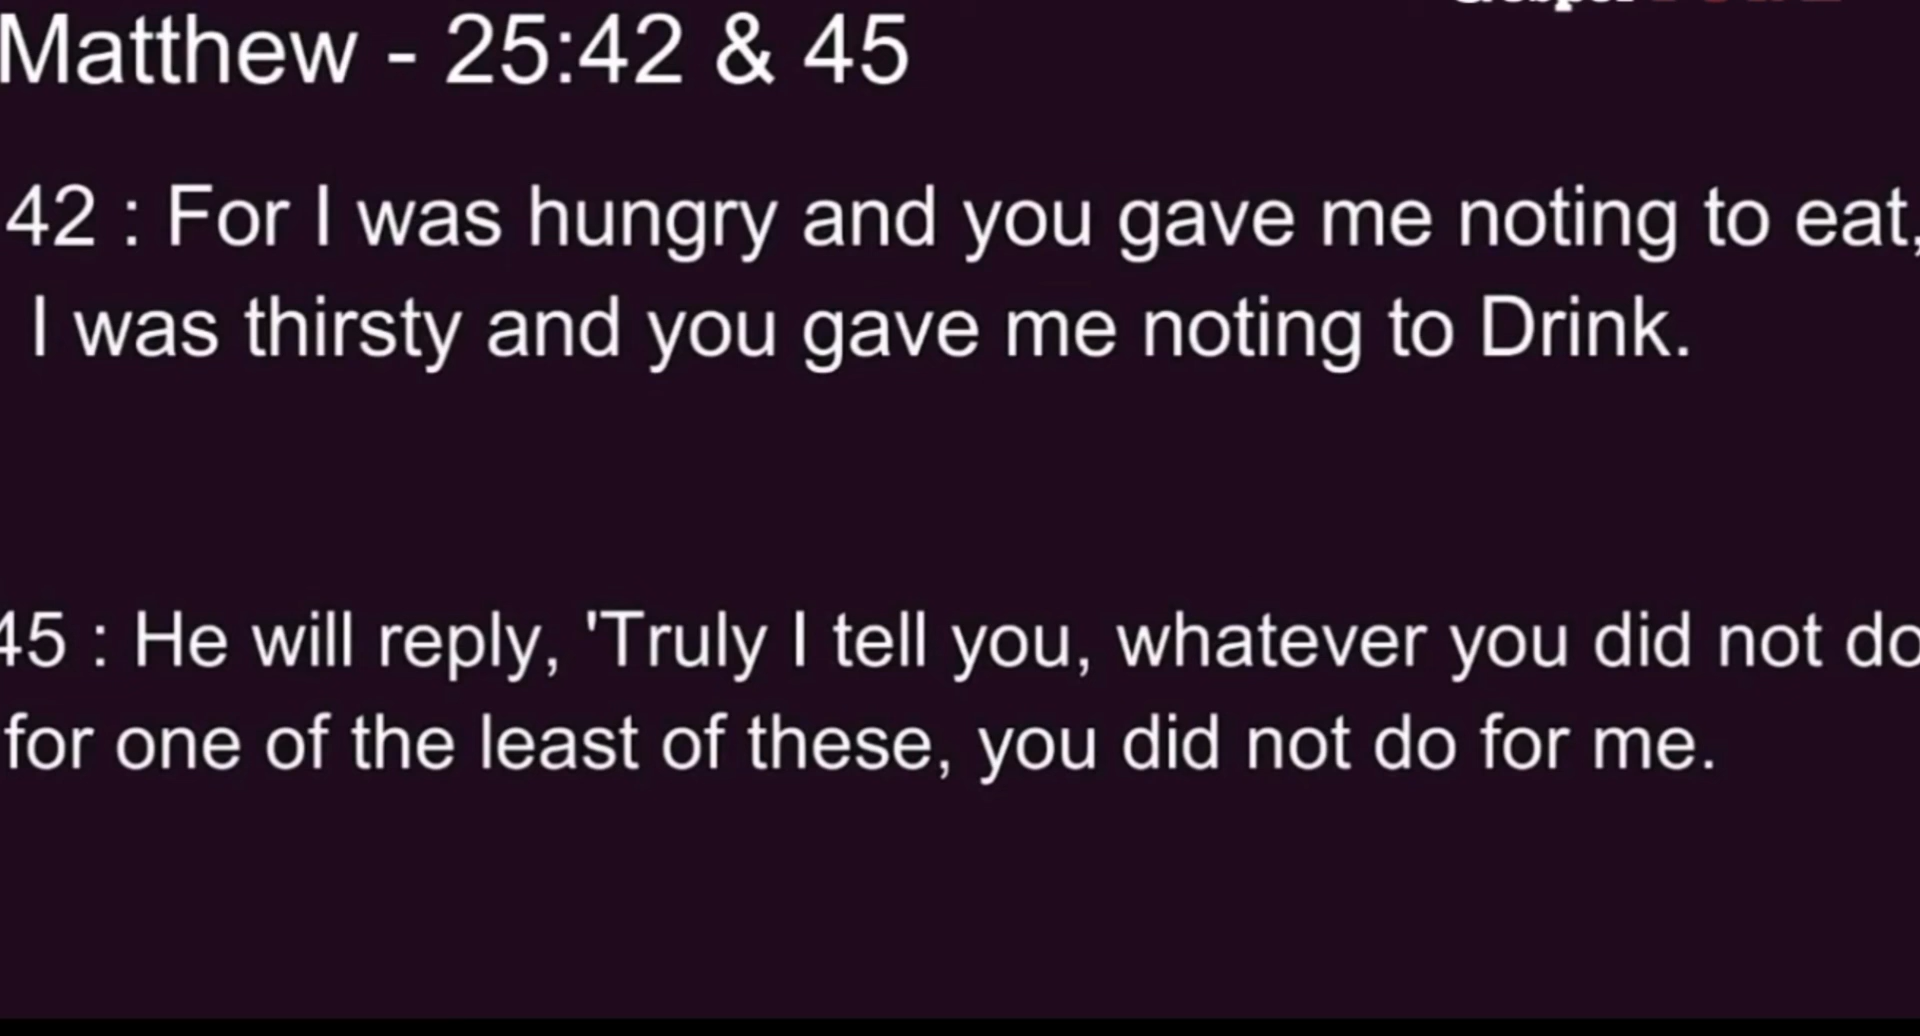 Matthew - 25:42 & 45
42 : For I was hungry and you gave me noting to eat,
I was thirsty and you gave me noting to Drink.
45 : He will reply, 'Truly I tell you, whatever you did not do
for one of the least of these, you did not do for me.